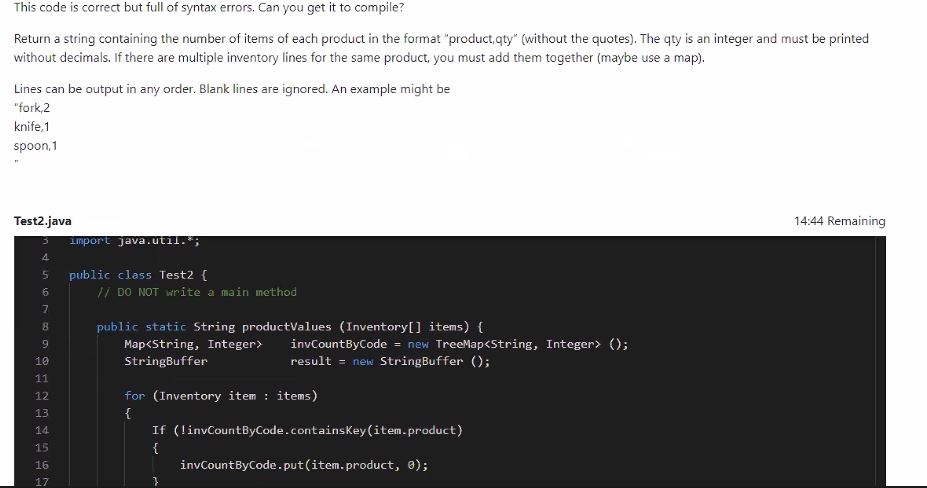 This code is correct but full of syntax errors. Can you get it to compile?
Return a string containing the number of items of each product in the format "product,qty" (without the quotes). The qty is an integer and must be printed
without decimals. If there are multiple inventory lines for the same product, you must add them together (maybe use a map).
Lines can be output in any order. Blank lines are ignored. An example might be
"fork,2
knife,1
spoon,1
"
Test2.java 14:44 Remaining
3 import java.util.*;
4
5 public class Test2 {
6 // DO NOT write a main method
7
8 public static String productValues (Inventory[] items) {
9 Map<String, Integer> invCountByCode = new TreeMap<String, Integer> ();
10 StringBuffer result = new StringBuffer ();
11
12 for (Inventory item : items)
13 {
14 If (!invCountByCode.containsKey(item.product)
15 {
16 invCountByCode.put(item.product, 0);
17 }